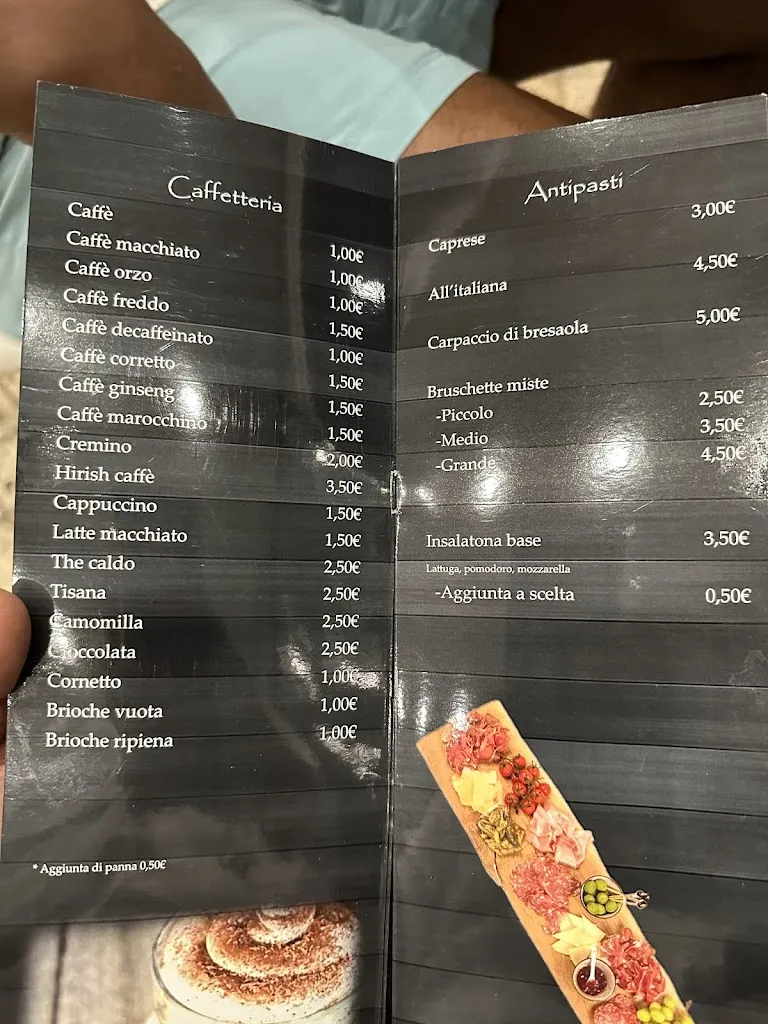 Caffetteria
Caffè 1,00€
Caffè macchiato 1,00€
Caffè orzo 1,00€
Caffè freddo 1,50€
Caffè decaffeinato 1,00€
Caffè corretto 1,50€
Caffè ginseng 1,50€
Caffè marocchino 1,50€
Cremino 2,00€
Hirish caffè 3,50€
Cappuccino 1,50€
Latte macchiato 1,50€
The caldo 2,50€
Tisana 2,50€
Camomilla 2,50€
Cioccolata 2,50€
Cornetto 1,00€
Brioche vuota 1,00€
Brioche ripiena 1,00€
* Aggiunta di panna 0,50€
Antipasti
Caprese 3,00€
All'italiana 4,50€
Carpaccio di bresaola 5,00€
Bruschette miste
-Piccolo 2,50€
-Medio 3,50€
-Grande 4,50€
Insalatona base 3,50€
Lattuga, pomodoro, mozzarella
-Aggiunta a scelta 0,50€